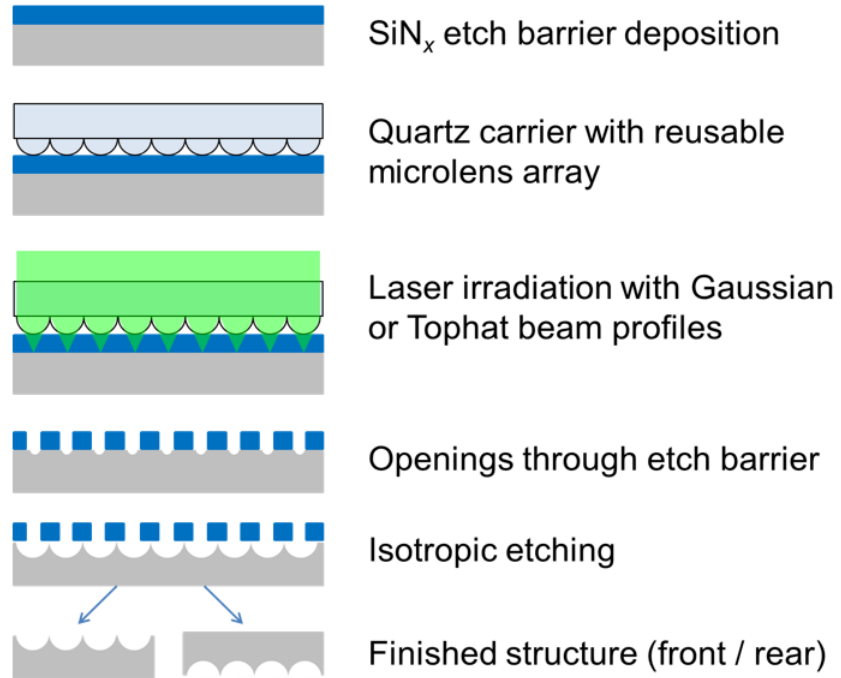 SiNx etch barrier deposition
Quartz carrier with reusable
microlens array
Laser irradiation with Gaussian
or Tophat beam profiles
Openings through etch barrier
Isotropic etching
Finished structure (front / rear)